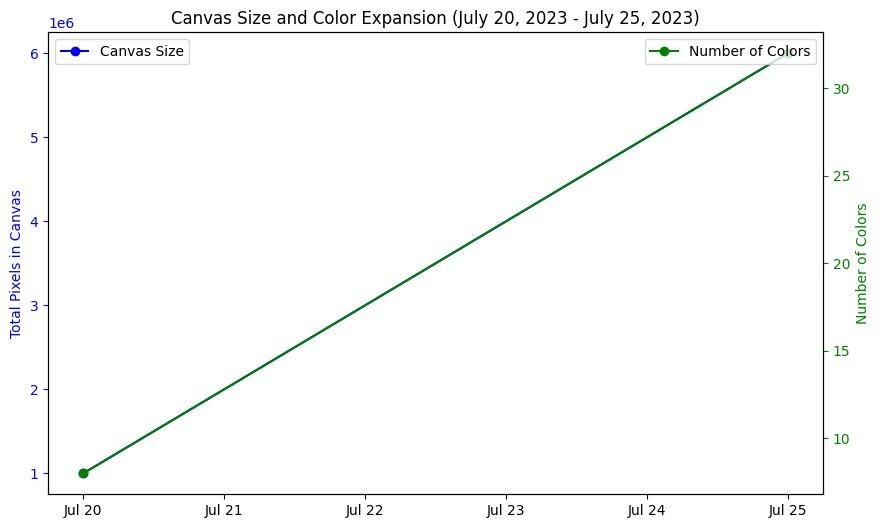 Canvas Size and Color Expansion (July 20, 2023 - July 25, 2023)
1e6
Canvas Size
Number of Colors
6
5
4
3
2
1
Total Pixels in Canvas
30
25
20
15
10
Number of Colors
Jul 20 Jul 21 Jul 22 Jul 23 Jul 24 Jul 25